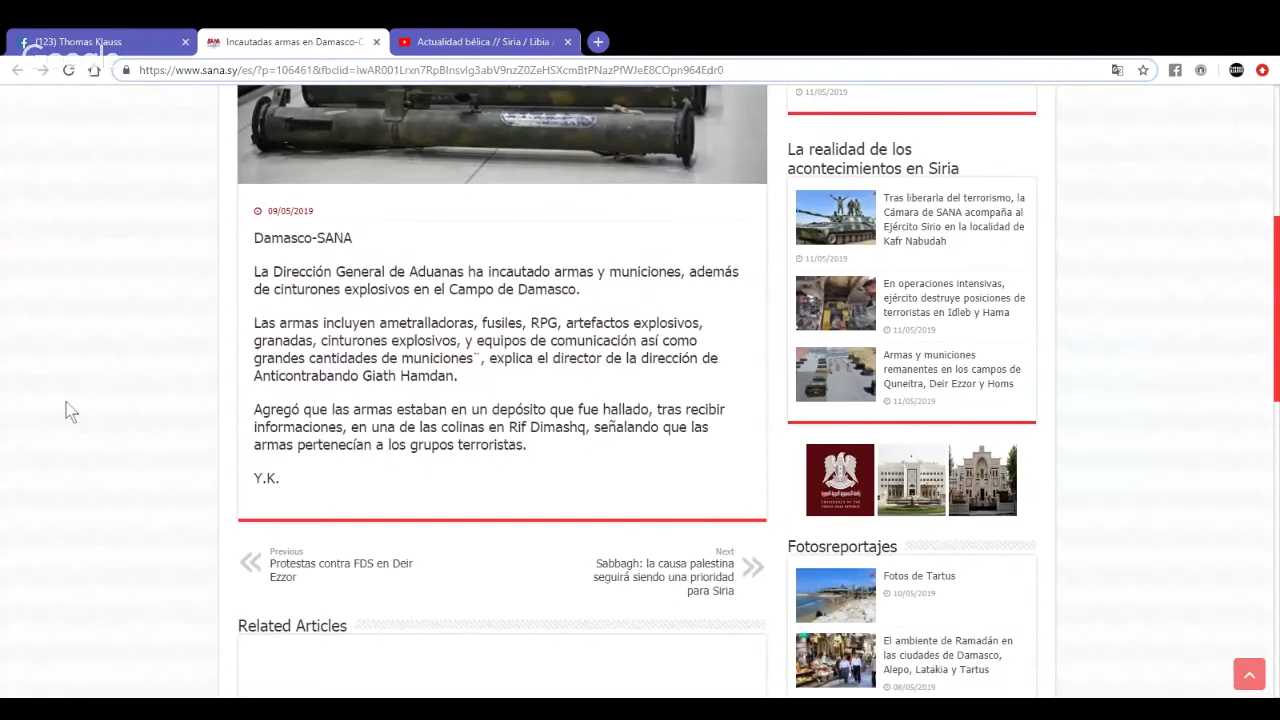 (123) Thomas Klauss
Incautadas armas en Damasco-C
Actualidad bélica // Siria / Libia /
Google
https://www.sana.sy/es/?p=106461&fbclid=IwAR001Lrxn7RpBInsvIg3abV9nzZ0ZeHSXcmBtPNazPfWJeE8COpn964Edr0
09/05/2019
Damasco-SANA
La Dirección General de Aduanas ha incautado armas y municiones, además
de cinturones explosivos en el Campo de Damasco.
Las armas incluyen ametralladoras, fusiles, RPG, artefactos explosivos,
granadas, cinturones explosivos, y equipos de comunicación así como
grandes cantidades de municiones¨, explica el director de la dirección de
Anticontrabando Giath Hamdan.
Agregó que las armas estaban en un depósito que fue hallado, tras recibir
informaciones, en una de las colinas en Rif Dimashq, señalando que las
armas pertenecían a los grupos terroristas.
Y.K.
Previous
Protestas contra FDS en Deir
Ezzor
Next
Sabbagh: la causa palestina
seguirá siendo una prioridad
para Siria
Related Articles
11/05/2019
La realidad de los
acontecimientos en Siria
Tras liberarla del terrorismo, la
Cámara de SANA acompaña al
Ejército Sirio en la localidad de
Kafr Nabudah
11/05/2019
En operaciones intensivas,
ejército destruye posiciones de
terroristas en Idleb y Hama
11/05/2019
Armas y municiones
remanentes en los campos de
Quneitra, Deir Ezzor y Homs
11/05/2019
Fotosreportajes
Fotos de Tartus
10/05/2019
El ambiente de Ramadán en
las ciudades de Damasco,
Alepo, Latakia y Tartus
08/05/2019